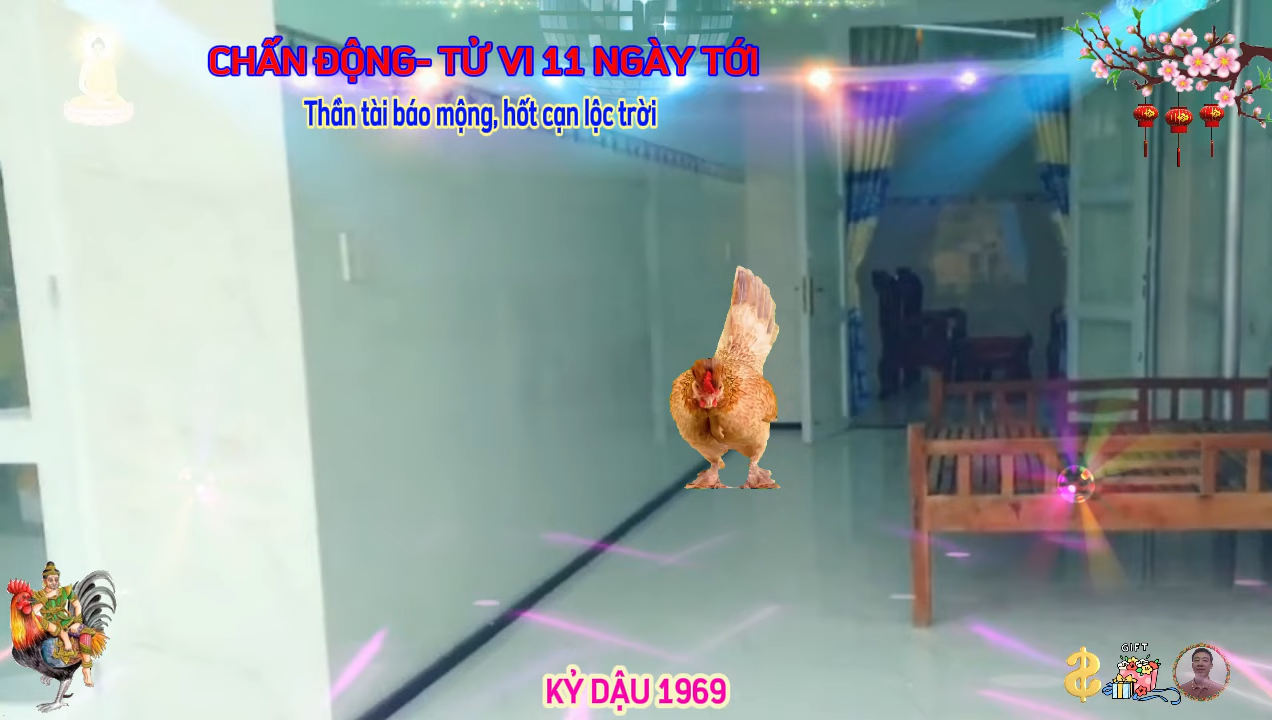 CHẤN ĐỘNG- TỬ VI 11 NGÀY TỚI
Thần tài báo mộng, hốt cạn lộc trời
GIFT
KỶ DẬU 1969